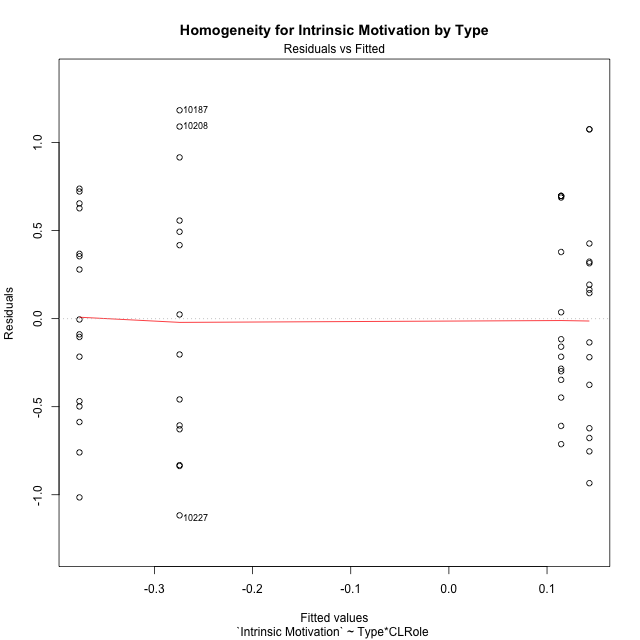 Homogeneity for Intrinsic Motivation by Type
Residuals vs Fitted
10187
10208
1.0
0.5
Residuals
0.0
-0.5
-1.0
10227
-0.3 -0.2 -0.1 0.0 0.1
Fitted values
`Intrinsic Motivation` ~ Type*CLRole